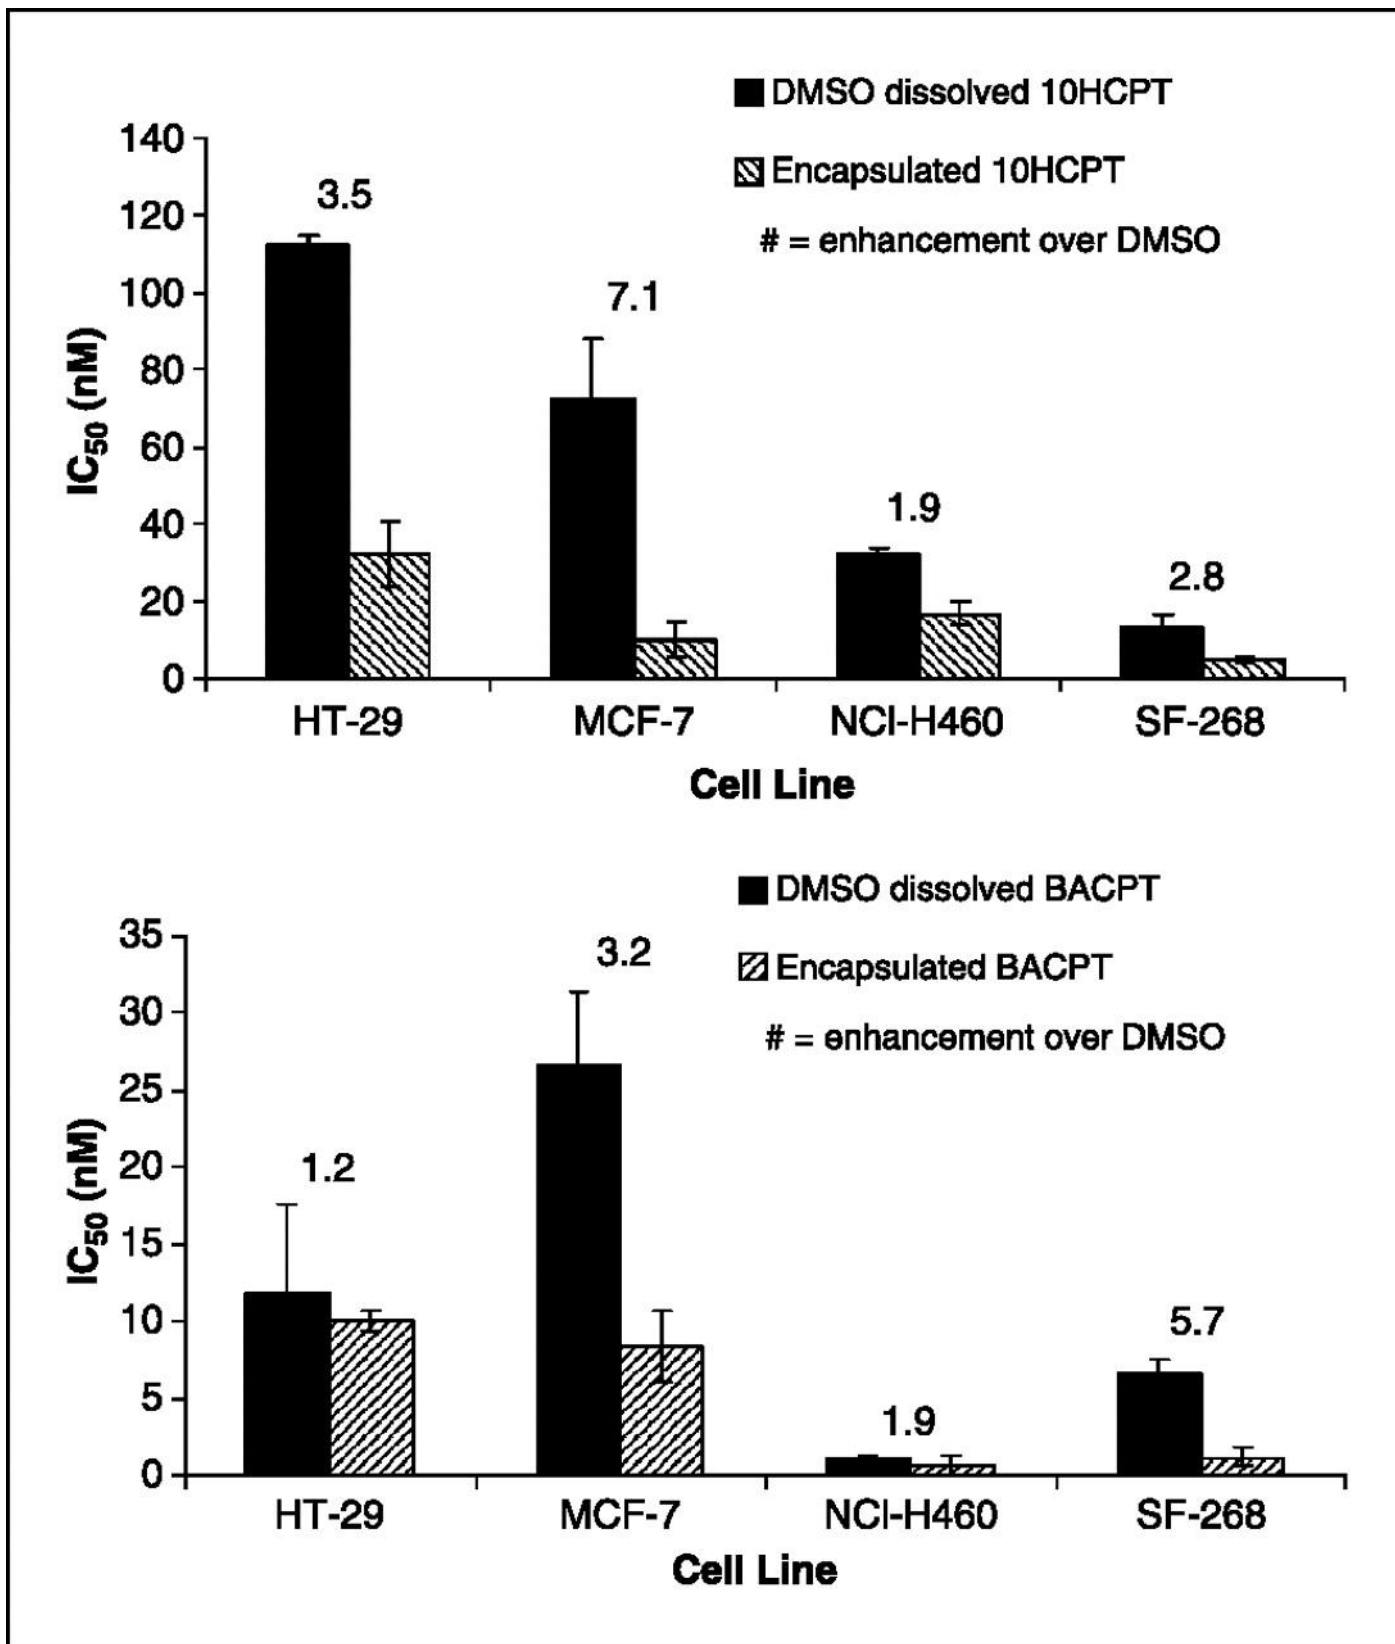 DMSO dissolved 10HCPT
Encapsulated 10HCPT
# = enhancement over DMSO
140
120
100
80
60
40
20
0
IC50 (nM)
3.5
7.1
1.9
2.8
HT-29 MCF-7 NCI-H460 SF-268
Cell Line
DMSO dissolved BACPT
Encapsulated BACPT
# = enhancement over DMSO
35
30
25
20
15
10
5
0
IC50 (nM)
1.2
3.2
1.9
5.7
HT-29 MCF-7 NCI-H460 SF-268
Cell Line